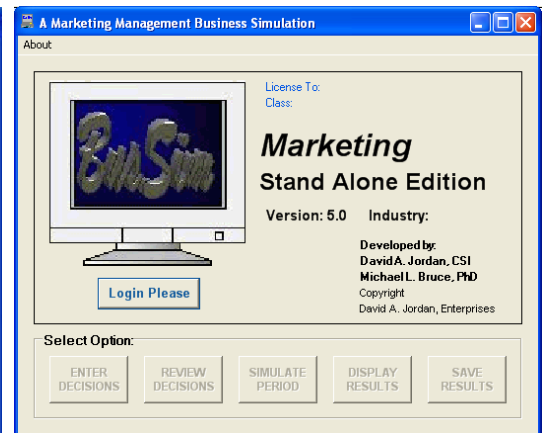 A Marketing Management Business Simulation
About
License To:
Class:
BusSim
Marketing
Stand Alone Edition
Version: 5.0 Industry:
Developed by:
David A. Jordan, CSI
Michael L. Bruce, PhD
Copyright
David A. Jordan, Enterprises
Login Please
Select Option:
ENTER
DECISIONS
REVIEW
DECISIONS
SIMULATE
PERIOD
DISPLAY
RESULTS
SAVE
RESULTS